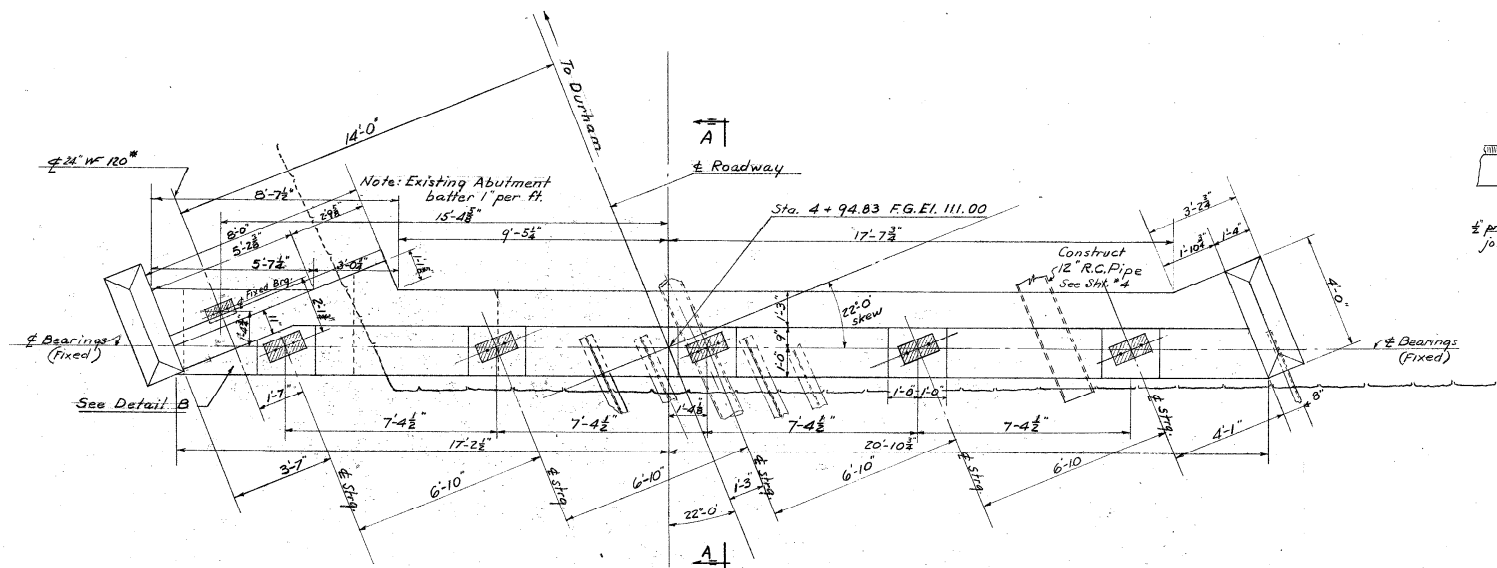 To Durham
14'-0"
A
℄ 24" WF 120#
℄ Roadway
Note: Existing Abutment
batter 1" per ft.
8'-7½"
2'-9⅝"
15'-4⅝"
Sta. 4 + 94.83 F.G.El. 111.00
3'-2¾"
8'-0"
5'-2⅜"
9'-5¼"
17'-7¾"
1'-10¾"
1'-4"
Construct
12" R.C. Pipe
See Sht. #4
5'-7½"
3'-0¼"
4'-0"
℄ Fixed Brg.
22°-0'
skew
1'-3"
9"
1'-0"
11"
℄ Bearings
(Fixed)
℄ Bearings
(Fixed)
See Detail B
1'-7"
1'-4⅛"
1'-0"
1'-0"
8"
7'-4½"
7'-4½"
7'-4½"
7'-4½"
17'-2½"
20'-10¾"
4'-1"
3'-7"
℄ Strg.
6'-10"
℄ Strg.
6'-10"
℄ Strg.
1'-3"
6'-10"
℄ Strg.
6'-10
℄ Strg.
22°-0'
A